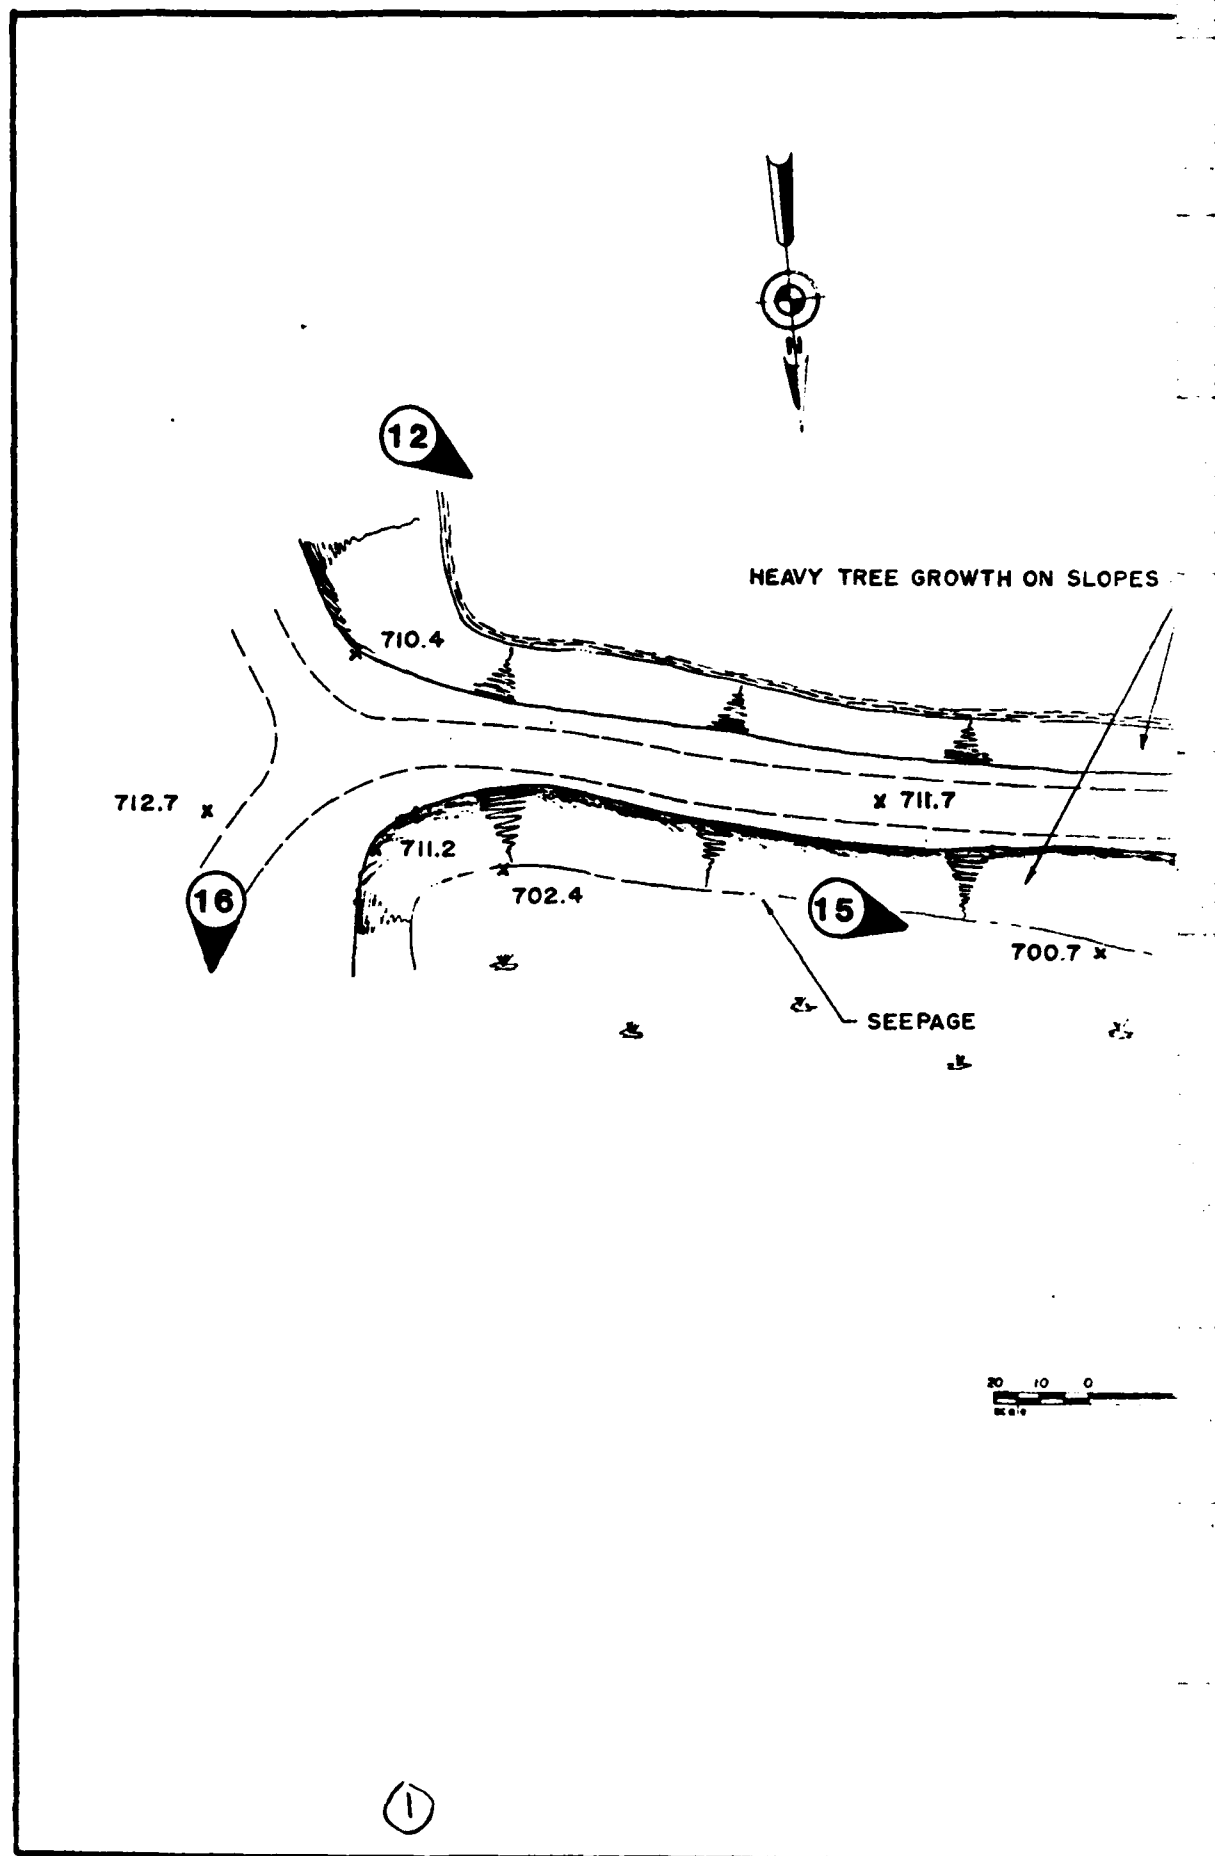 N
12
HEAVY TREE GROWTH ON SLOPES
710.4
712.7 x
x 711.7
711.2
702.4
16
15
700.7 x
SEEPAGE
20 10 0
scale
1